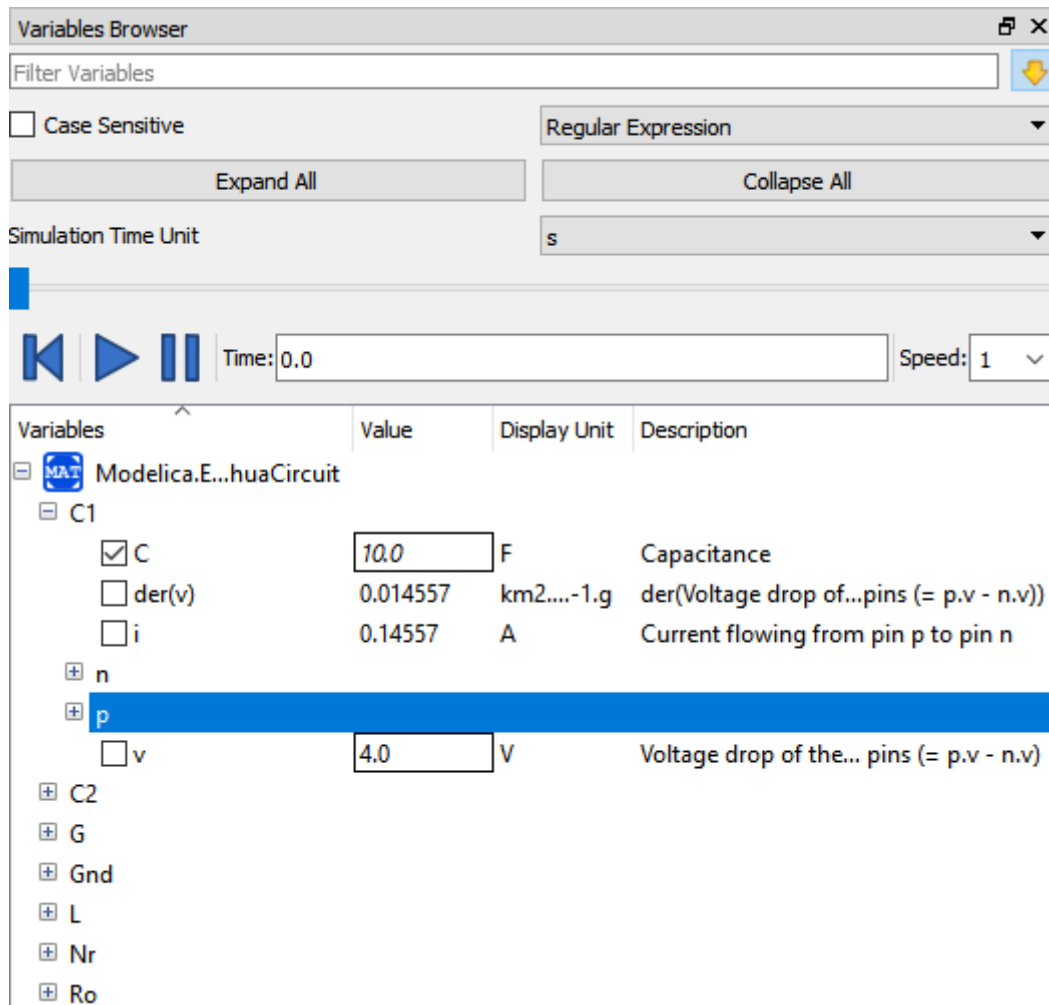 Variables Browser
Filter Variables
Case Sensitive Regular Expression
Expand All Collapse All
Simulation Time Unit s
Time: 0.0 Speed: 1
Variables Value Display Unit Description
MAT Modelica.E...huaCircuit
C1
C 10.0 F Capacitance
der(v) 0.014557 km2....-1.g der(Voltage drop of...pins (= p.v - n.v))
i 0.14557 A Current flowing from pin p to pin n
n
p
v 4.0 V Voltage drop of the... pins (= p.v - n.v)
C2
G
Gnd
L
Nr
Ro